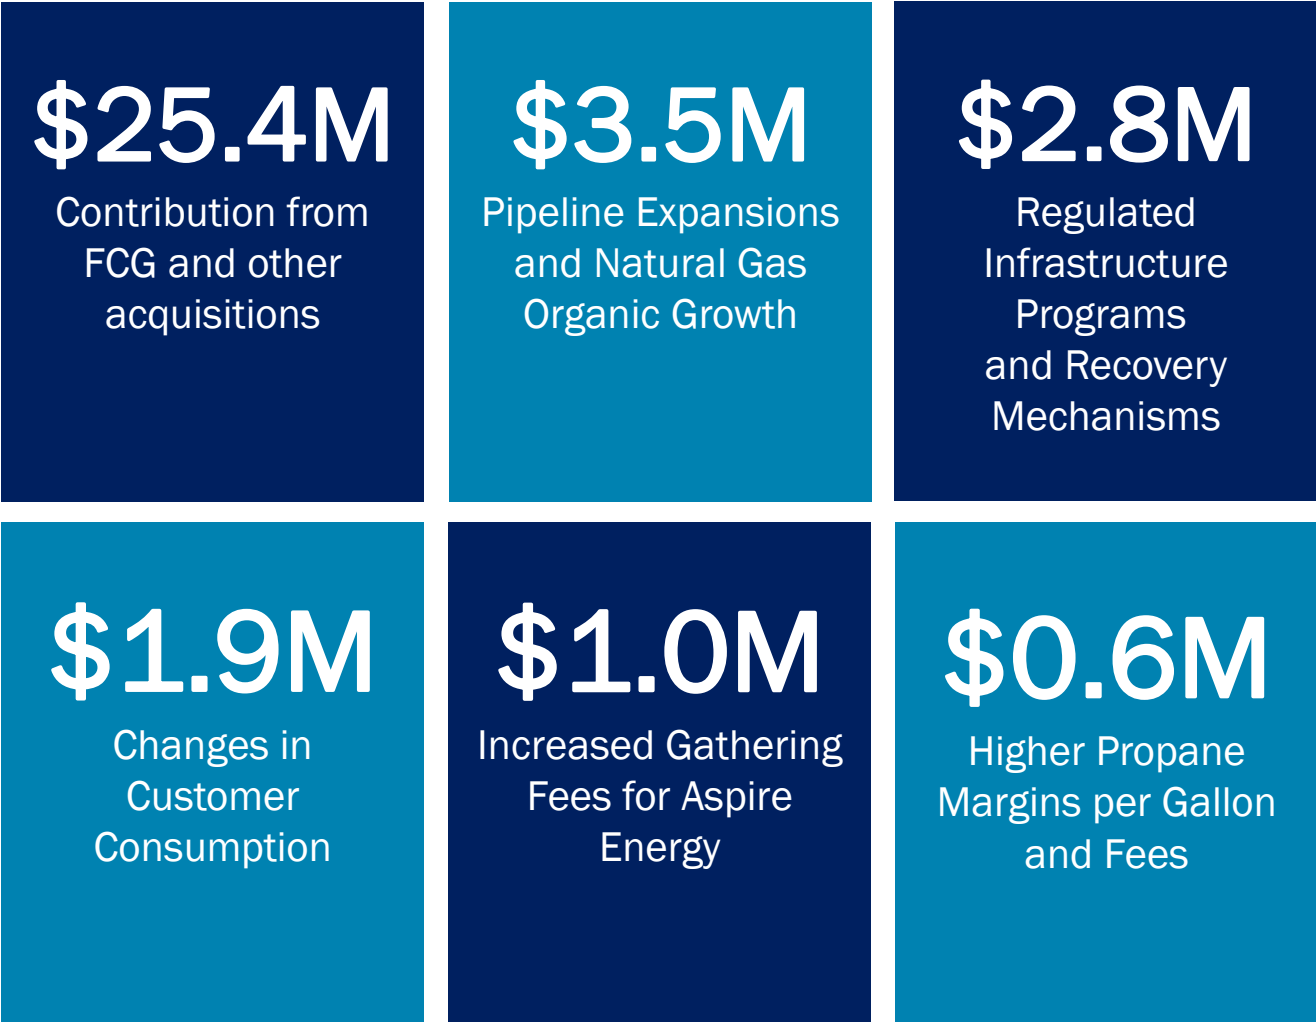 $25.4M
Contribution from
FCG and other
acquisitions
$3.5M
Pipeline Expansions
and Natural Gas
Organic Growth
$2.8M
Regulated
Infrastructure
Programs
and Recovery
Mechanisms
$1.9M
Changes in
Customer
Consumption
$1.0M
Increased Gathering
Fees for Aspire
Energy
$0.6M
Higher Propane
Margins per Gallon
and Fees